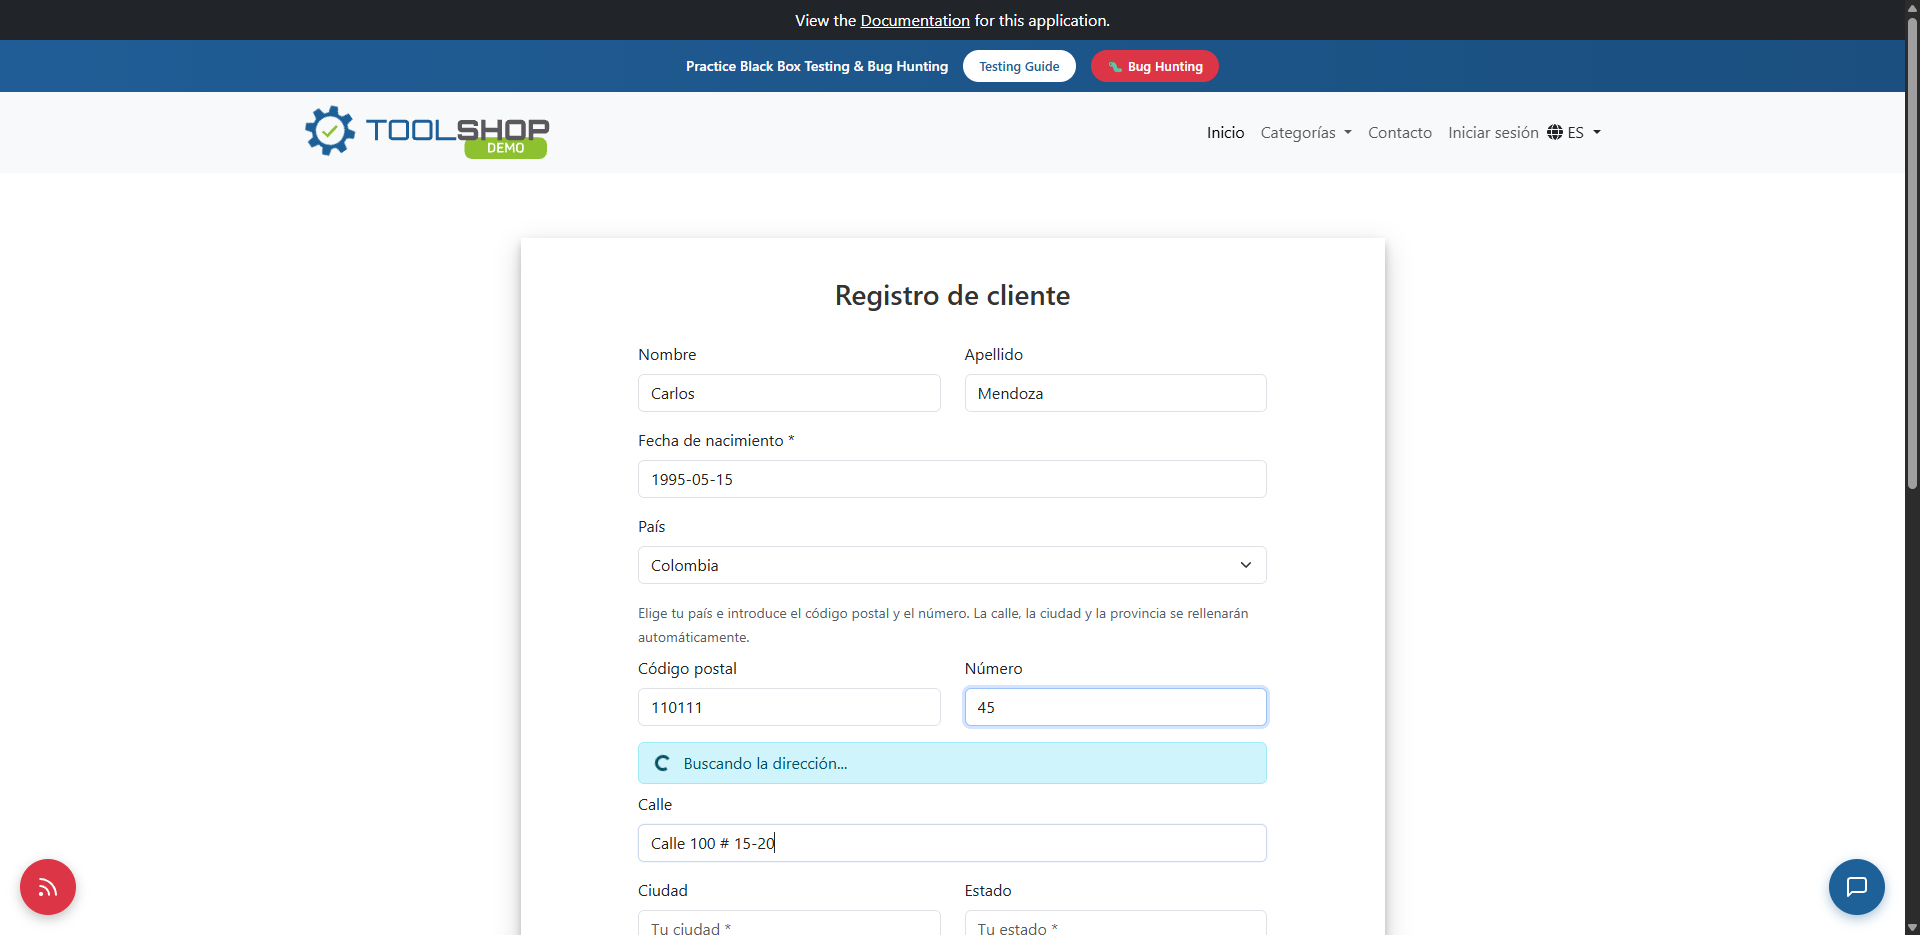 View the Documentation for this application.
Practice Black Box Testing & Bug Hunting Testing Guide Bug Hunting
TOOLSHOP
DEMO
Inicio Categorías Contacto Iniciar sesión ES
Registro de cliente
Nombre Apellido
Carlos Mendoza
Fecha de nacimiento *
1995-05-15
País
Colombia
Elige tu país e introduce el código postal y el número. La calle, la ciudad y la provincia se rellenarán
automáticamente.
Código postal Número
110111 45
Buscando la dirección...
Calle
Calle 100 # 15-20
Ciudad Estado
Tu ciudad * Tu estado *